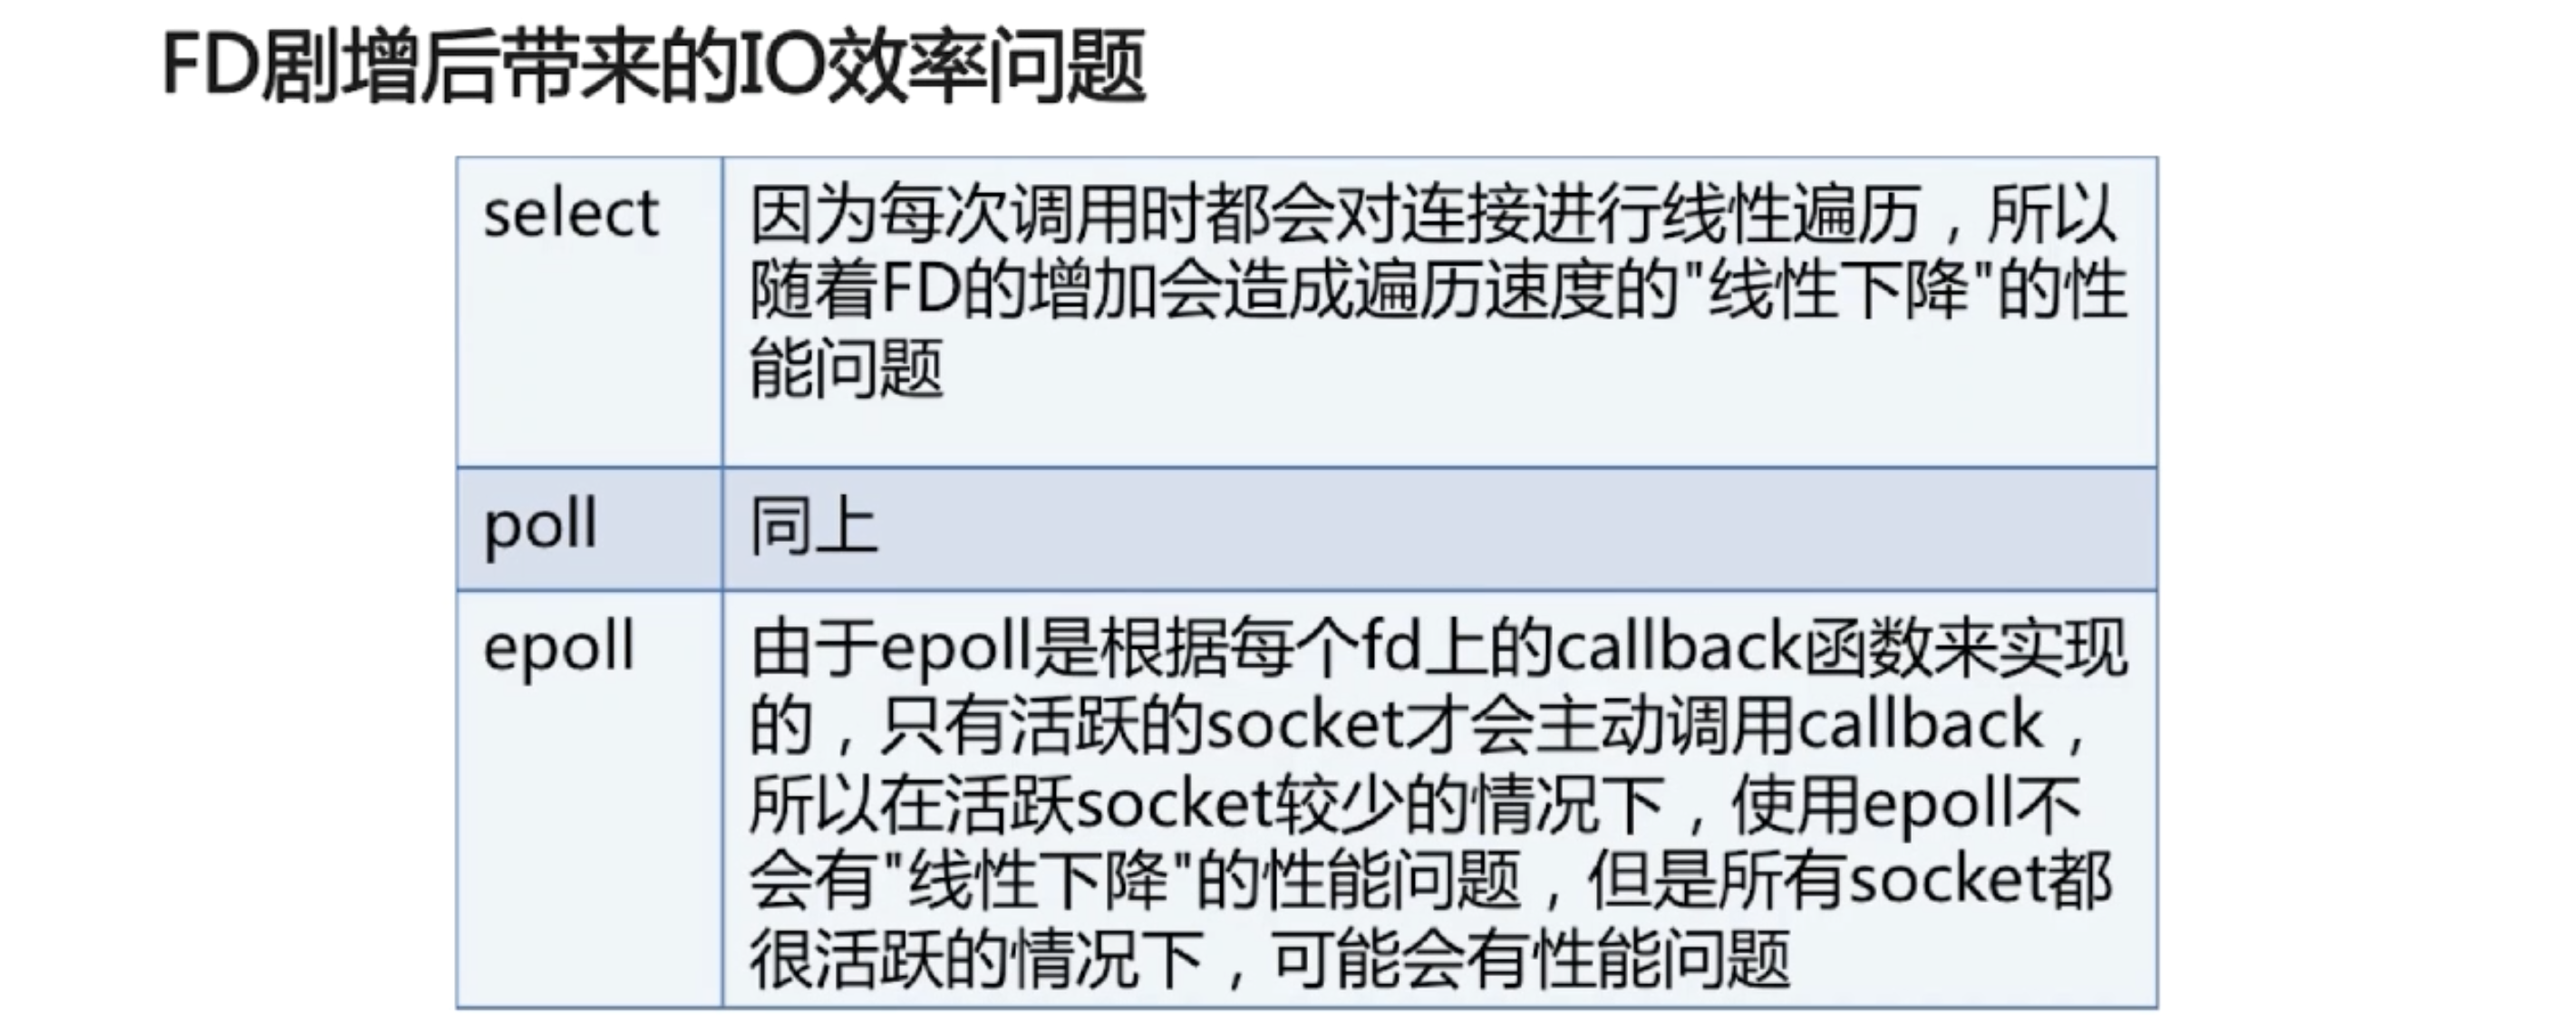 FD剧增后带来的IO效率问题
select
因为每次调用时都会对连接进行线性遍历，所以
随着FD的增加会造成遍历速度的"线性下降"的性
能问题
poll
同上
epoll
由于epoll是根据每个fd上的callback函数来实现
的，只有活跃的socket才会主动调用callback，
所以在活跃socket较少的情况下，使用epoll不
会有"线性下降"的性能问题，但是所有socket都
很活跃的情况下，可能会有性能问题